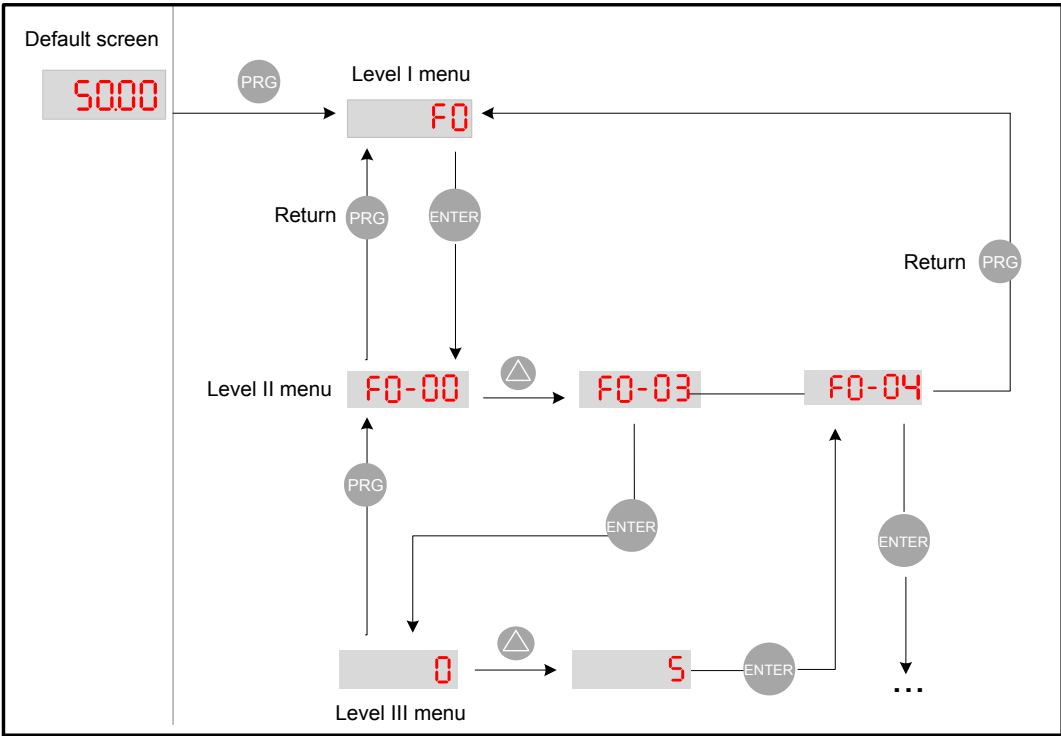 Default screen
50.00
PRG
Level I menu
F0
Return
PRG
ENTER
Return
PRG
Level II menu
F0-00
F0-03
F0-04
PRG
ENTER
ENTER
0
5
ENTER
...
Level III menu